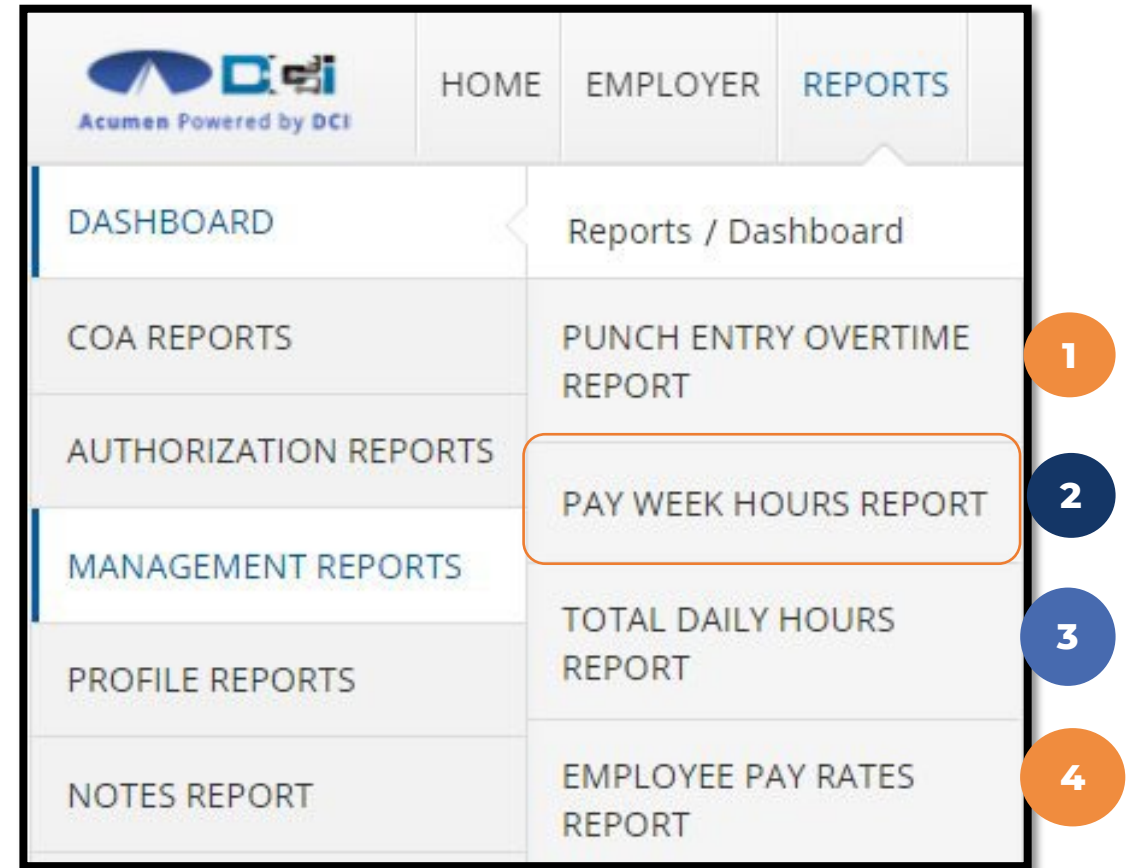 DCi
Acumen Powered by DCI
HOME
EMPLOYER
REPORTS
DASHBOARD
COA REPORTS
AUTHORIZATION REPORTS
MANAGEMENT REPORTS
PROFILE REPORTS
NOTES REPORT
Reports / Dashboard
PUNCH ENTRY OVERTIME
REPORT
1
PAY WEEK HOURS REPORT
2
TOTAL DAILY HOURS
REPORT
3
EMPLOYEE PAY RATES
REPORT
4